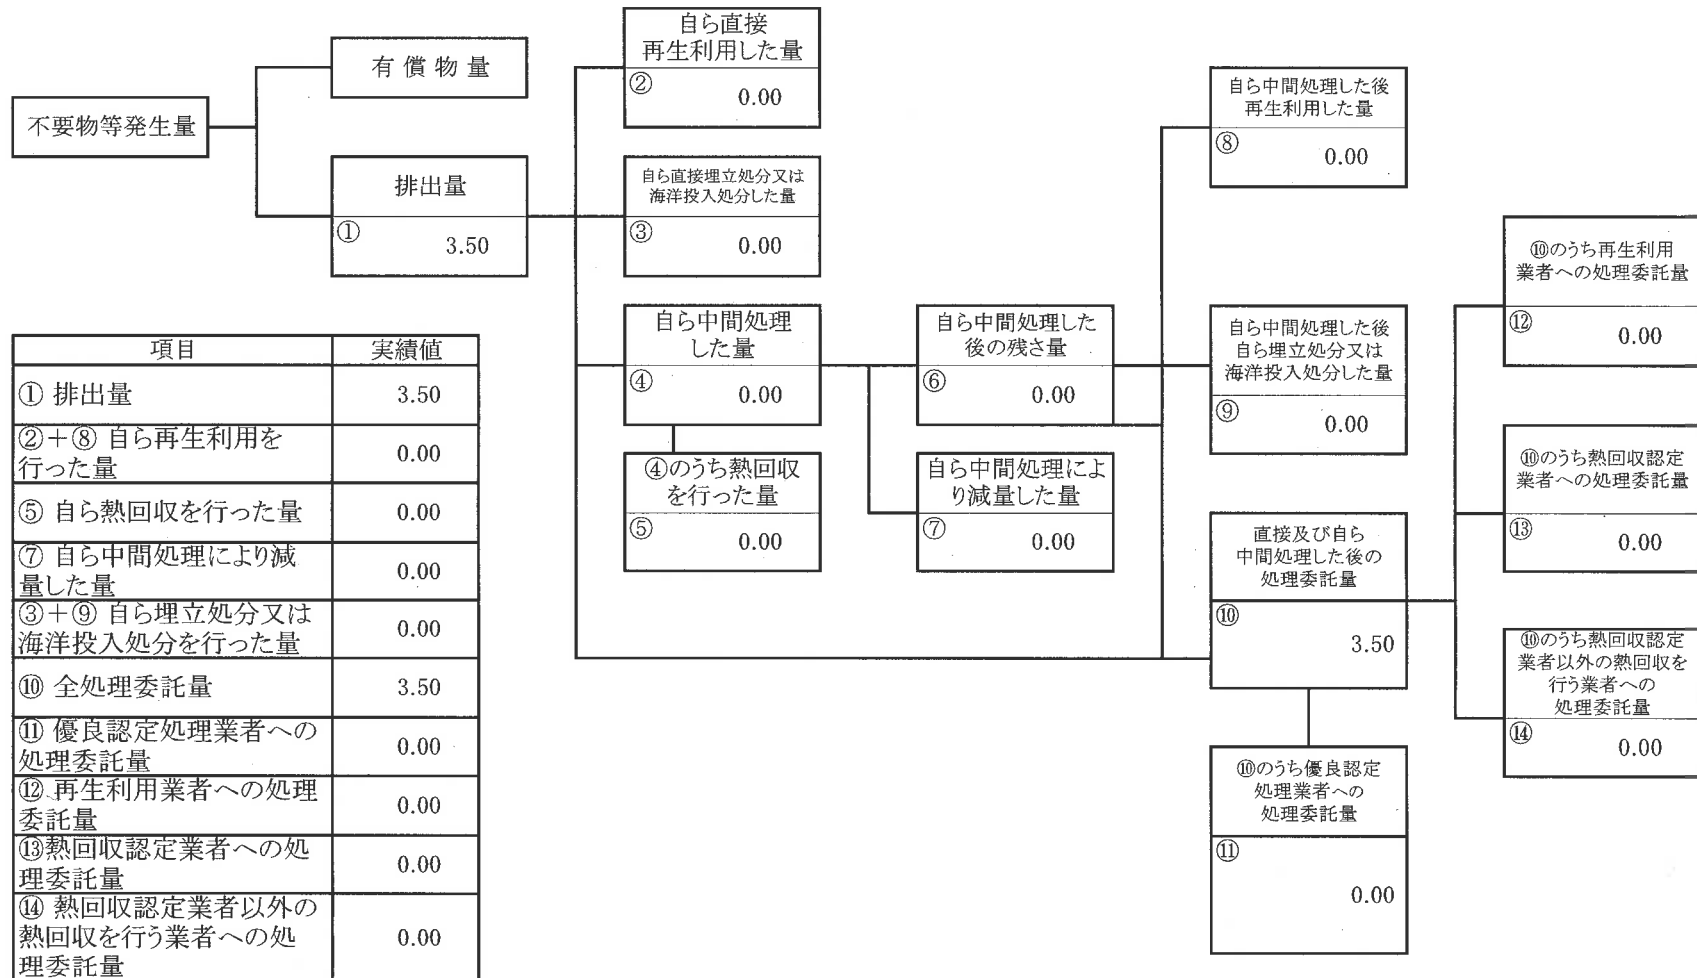 不要物等発生量
有 償 物 量
排出量
①
3.50
自ら直接
再生利用した量
②
0.00
自ら直接埋立処分又は
海洋投入処分した量
③
0.00
自ら中間処理
した量
④
0.00
④のうち熱回収
を行った量
⑤
0.00
自ら中間処理した
後の残さ量
⑥
0.00
自ら中間処理によ
り減量した量
⑦
0.00
自ら中間処理した後
再生利用した量
⑧
0.00
自ら中間処理した後
自ら埋立処分又は
海洋投入処分した量
⑨
0.00
直接及び自ら
中間処理した後の
処理委託量
⑩
3.50
⑩のうち優良認定
処理業者への
処理委託量
⑪
0.00
⑩のうち再生利用
業者への処理委託量
⑫
0.00
⑩のうち熱回収認定
業者への処理委託量
⑬
0.00
⑩のうち熱回収認定
業者以外の熱回収を
行う業者への
処理委託量
⑭
0.00
項目 実績値
① 排出量 3.50
②＋⑧ 自ら再生利用を
行った量 0.00
⑤ 自ら熱回収を行った量 0.00
⑦ 自ら中間処理により減
量した量 0.00
③＋⑨ 自ら埋立処分又は
海洋投入処分を行った量 0.00
⑩ 全処理委託量 3.50
⑪ 優良認定処理業者への
処理委託量 0.00
⑫ 再生利用業者への処理
委託量 0.00
⑬熱回収認定業者への処
理委託量 0.00
⑭ 熱回収認定業者以外の
熱回収を行う業者への処
理委託量 0.00